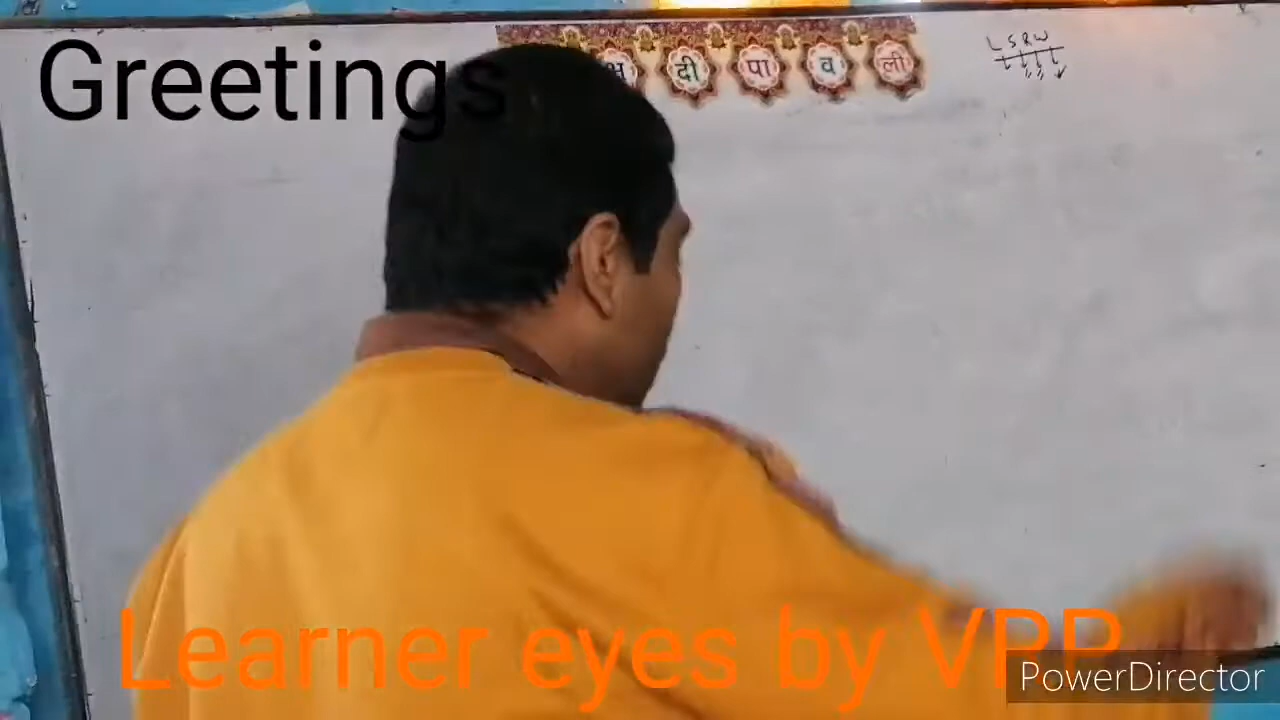 Greetings
भ दी पा व ली
L S R W
Learner eyes by VPP
PowerDirector